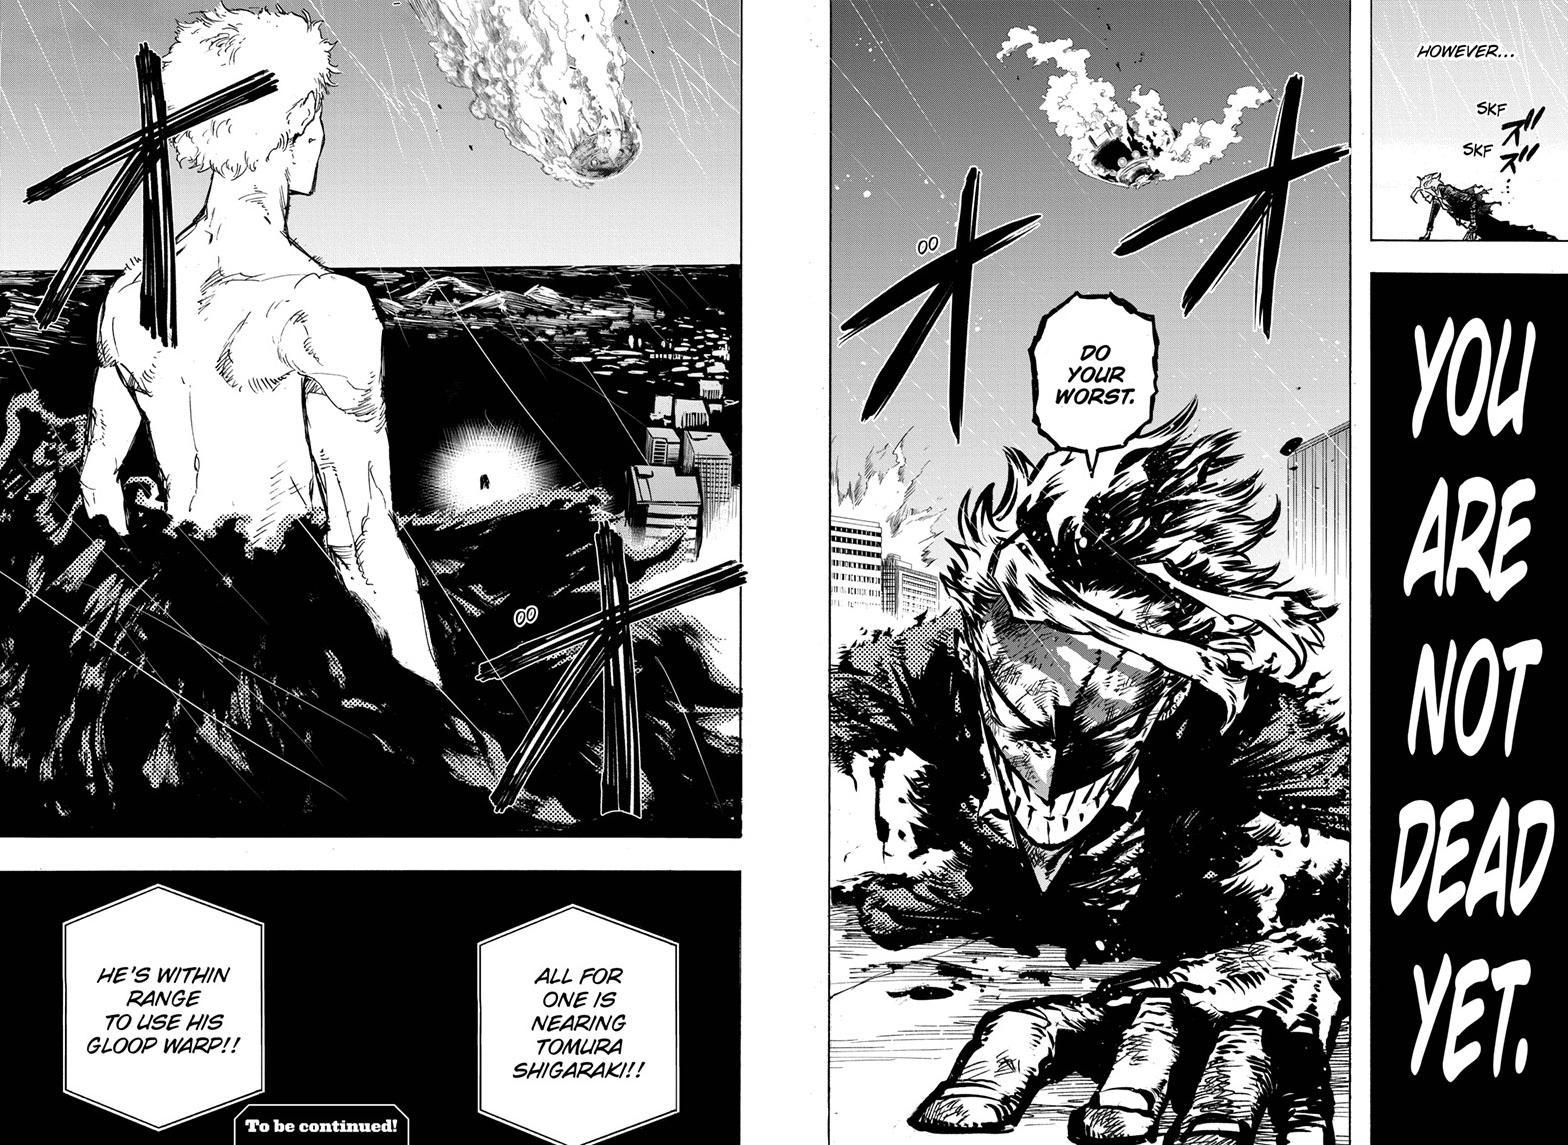 HOWEVER...
SKF
ズ
SKF
ズ
...
YOU
ARE
NOT
DEAD
YET.
オ
OO
オ
DO
YOUR
WORST.
オ
OO
オ
ALL FOR
ONE IS
NEARING
TOMURA
SHIGARAKI!!
HE'S WITHIN
RANGE
TO USE HIS
GLOOP WARP!!
To be continued!